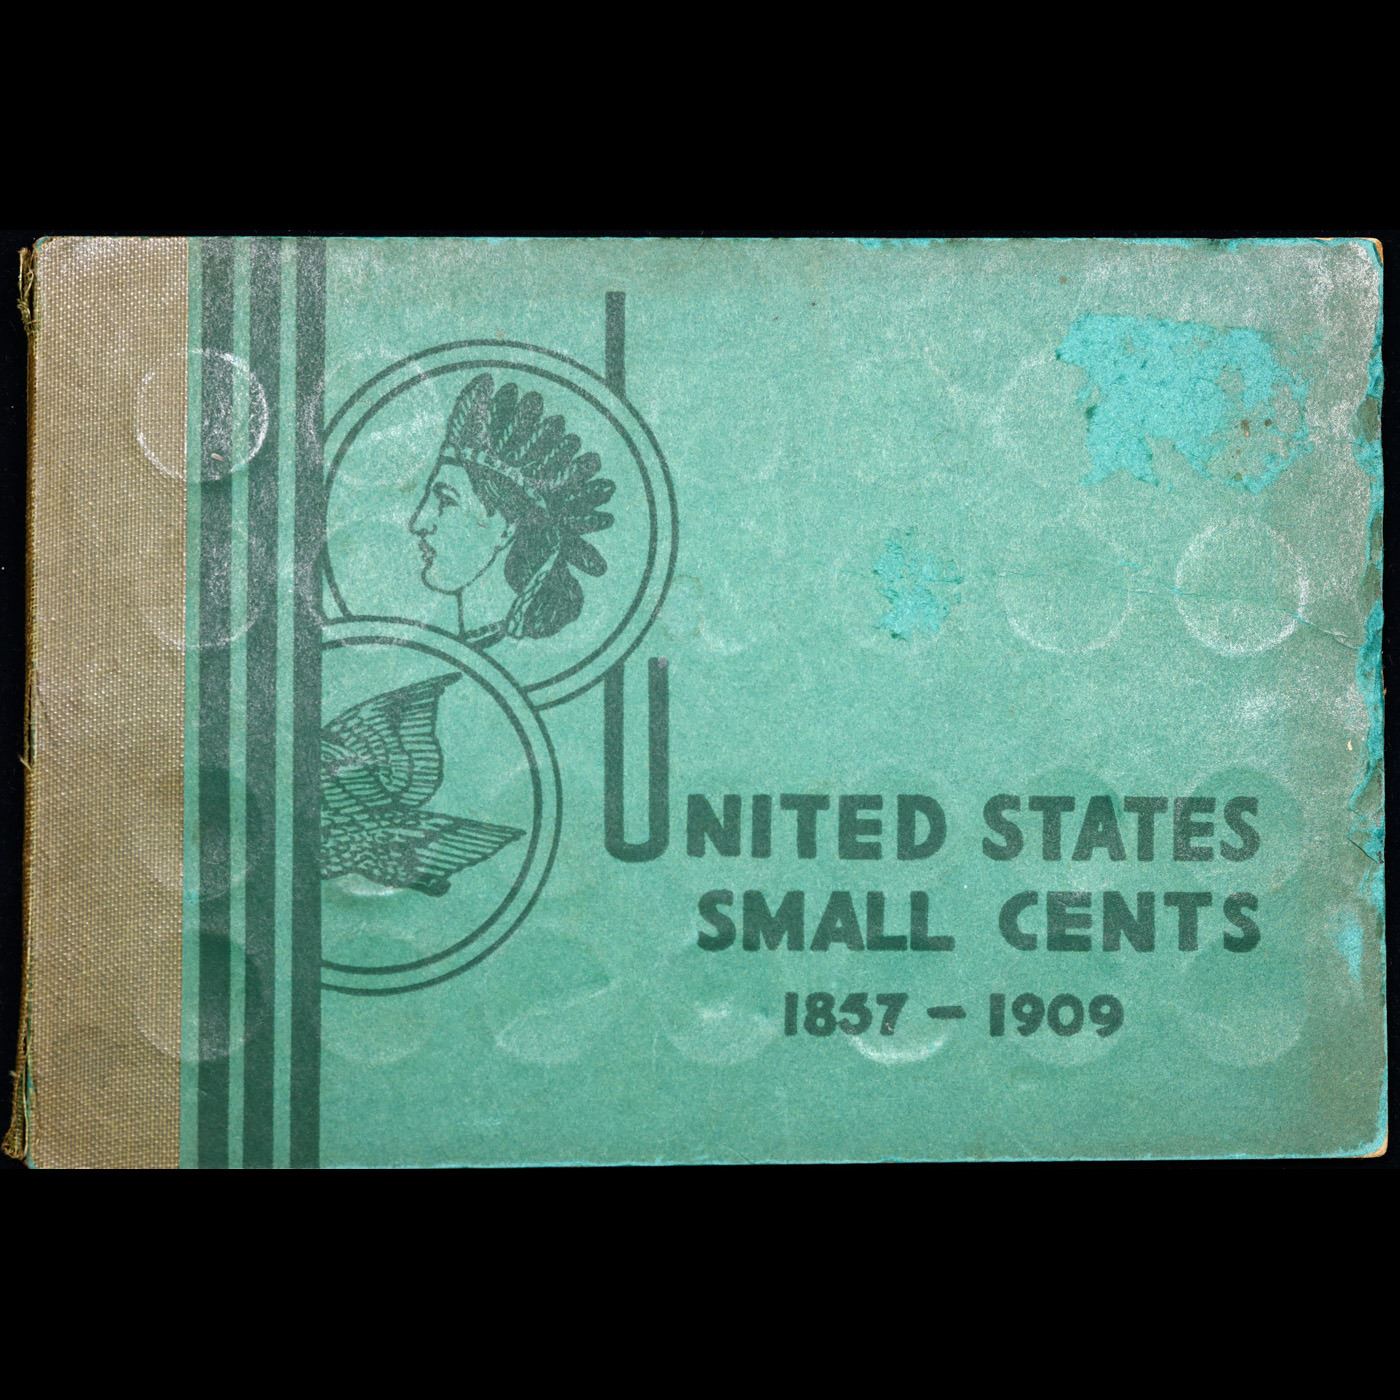 UNITED STATES
SMALL CENTS
1857 - 1909